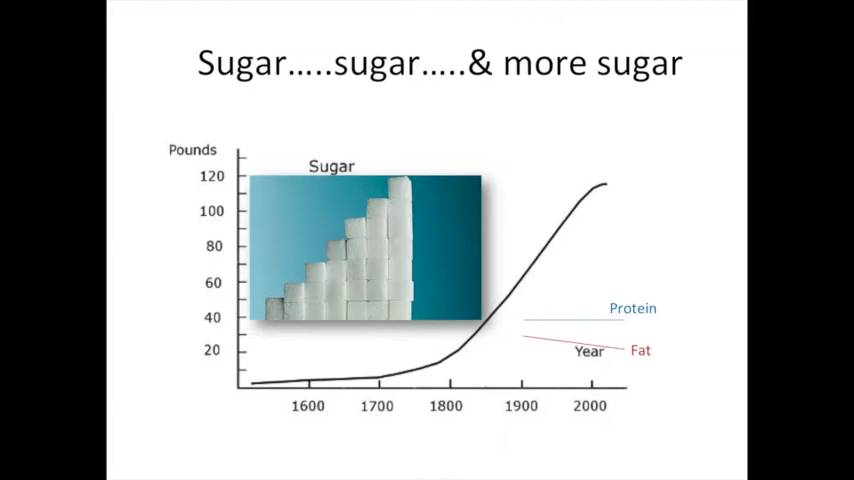 Sugar.....sugar.....& more sugar
Pounds
Sugar
120
100
80
60
40
20
Protein
Year
Fat
1600 1700 1800 1900 2000